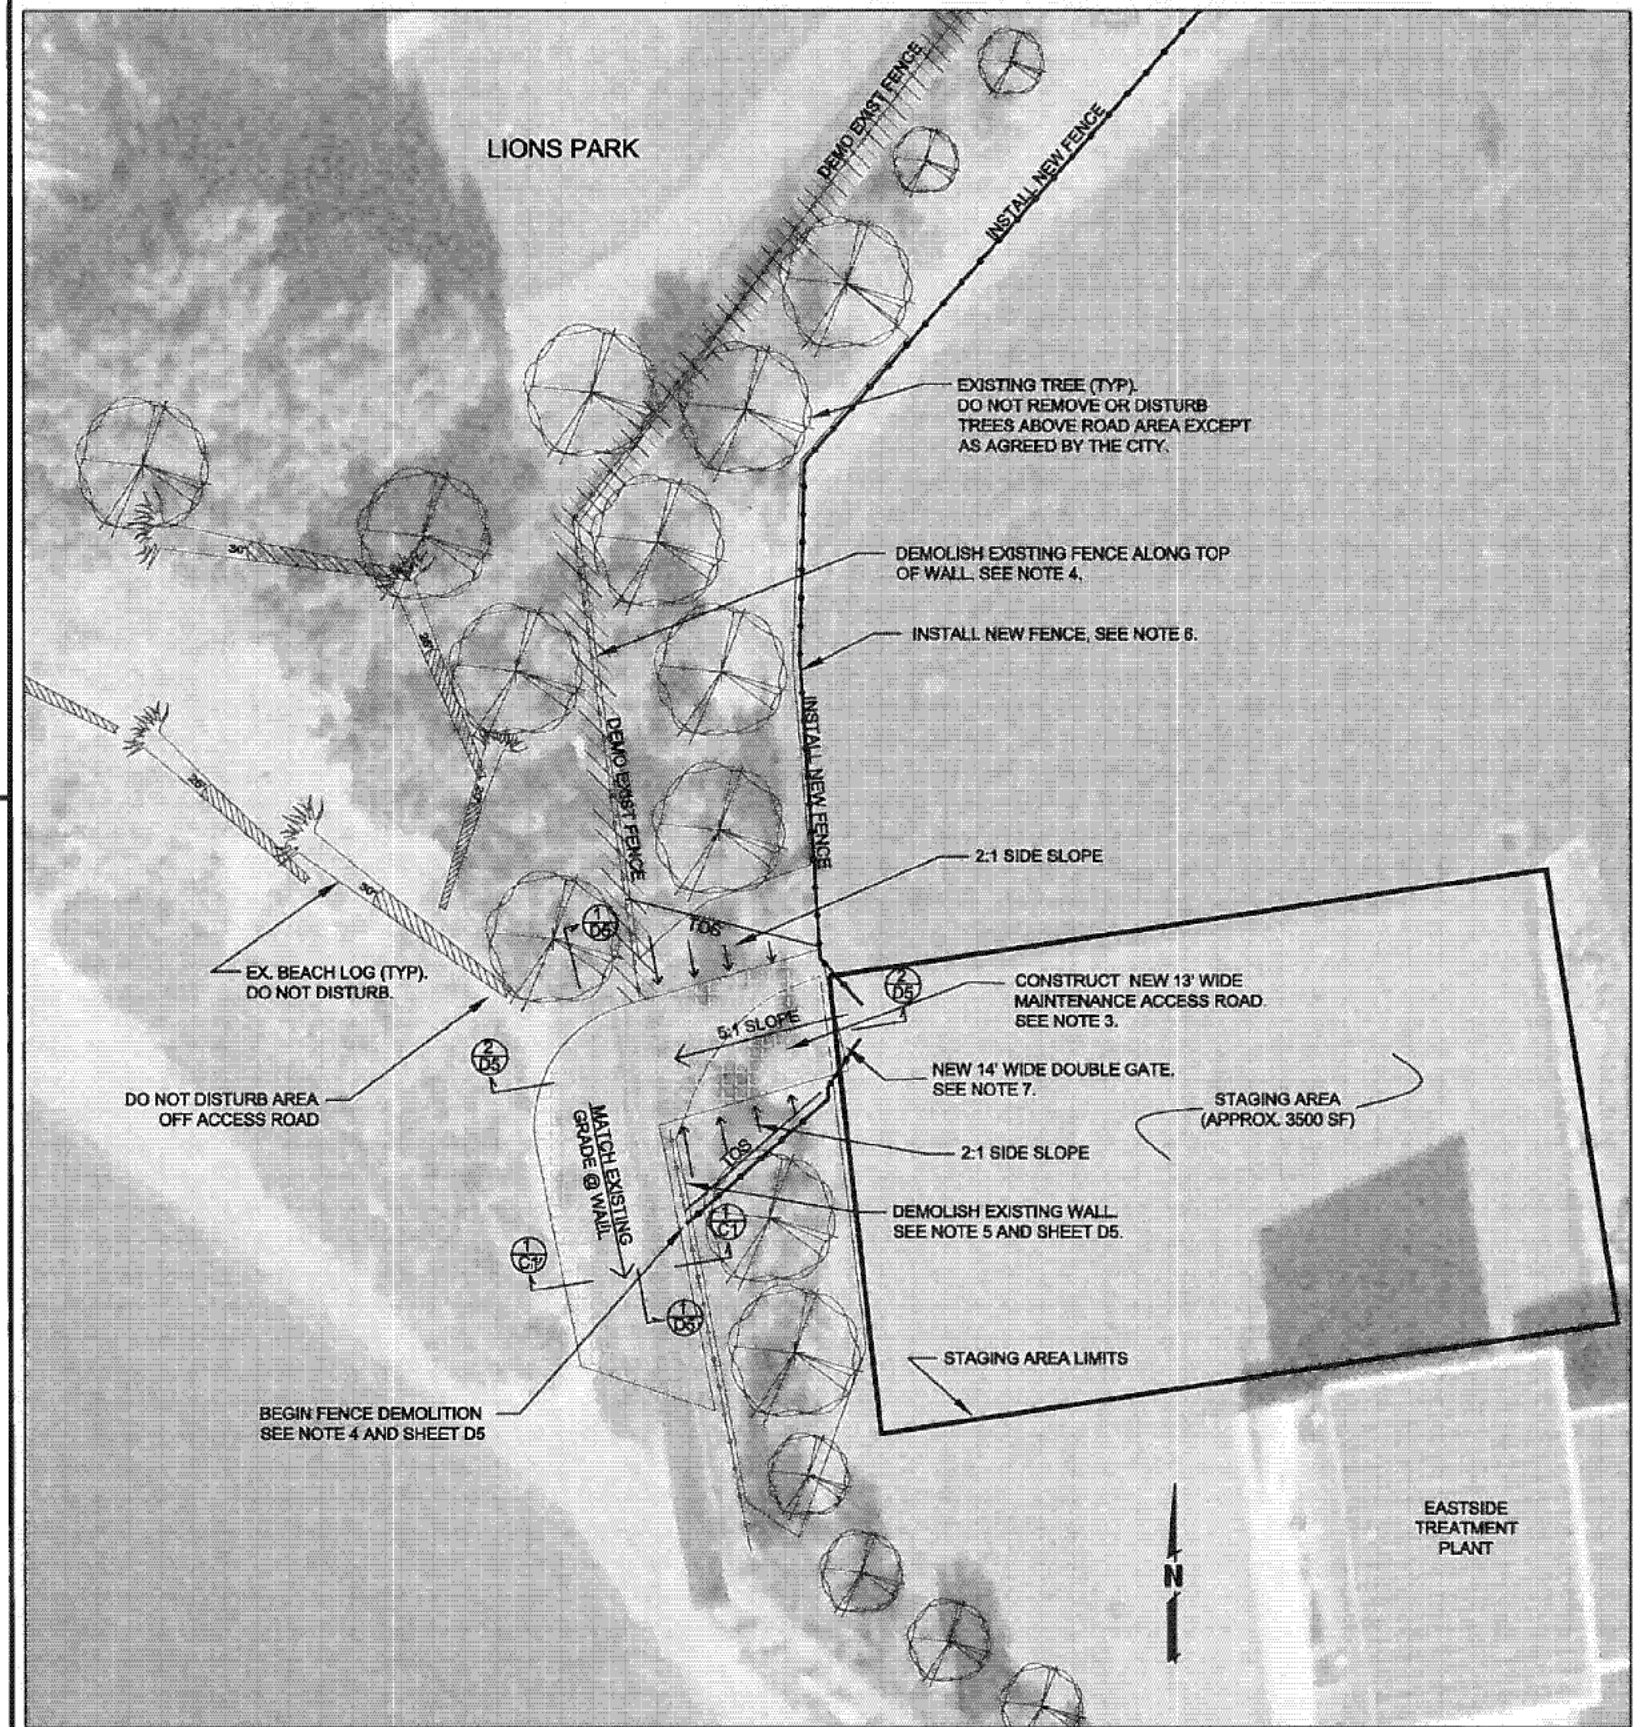 LIONS PARK
DEMO EXIST FENCE
INSTALL NEW FENCE
EXISTING TREE (TYP).
DO NOT REMOVE OR DISTURB
TREES ABOVE ROAD AREA EXCEPT
AS AGREED BY THE CITY.
DEMOLISH EXISTING FENCE ALONG TOP
OF WALL. SEE NOTE 4.
30"
INSTALL NEW FENCE, SEE NOTE 6.
INSTALL NEW FENCE
DEMO EXIST FENCE
26"
30"
2:1 SIDE SLOPE
1
D5
TOS
EX. BEACH LOG (TYP).
DO NOT DISTURB.
2
D5
CONSTRUCT NEW 13' WIDE
MAINTENANCE ACCESS ROAD
SEE NOTE 3.
5:1 SLOPE
2
D5
NEW 14' WIDE DOUBLE GATE.
SEE NOTE 7.
DO NOT DISTURB AREA
OFF ACCESS ROAD
STAGING AREA
(APPROX. 3500 SF)
MATCH EXISTING
GRADE @ WALL
TOS
2:1 SIDE SLOPE
DEMOLISH EXISTING WALL
SEE NOTE 5 AND SHEET D5.
1
C1
1
C1
1
D5
STAGING AREA LIMITS
BEGIN FENCE DEMOLITION
SEE NOTE 4 AND SHEET D5
EASTSIDE
TREATMENT
PLANT
N